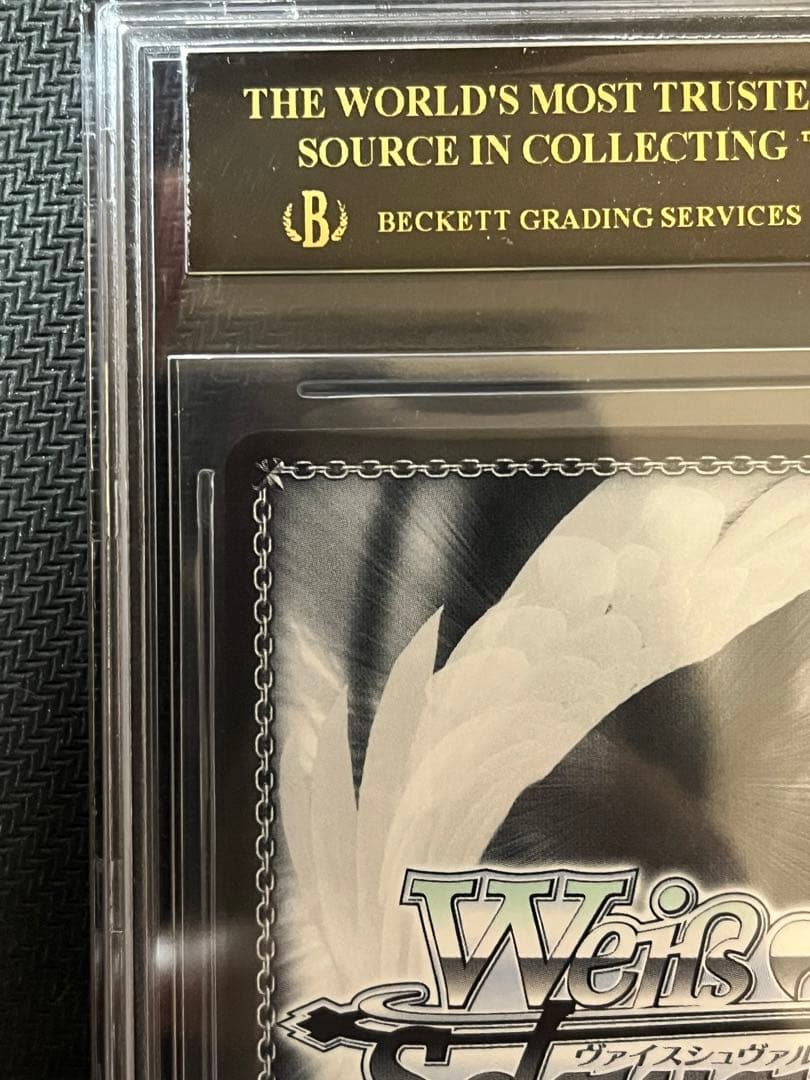 THE WORLD'S MOST TRUSTE
SOURCE IN COLLECTING
B BECKETT GRADING SERVICES
Weiß
ヴァイスシュヴァル